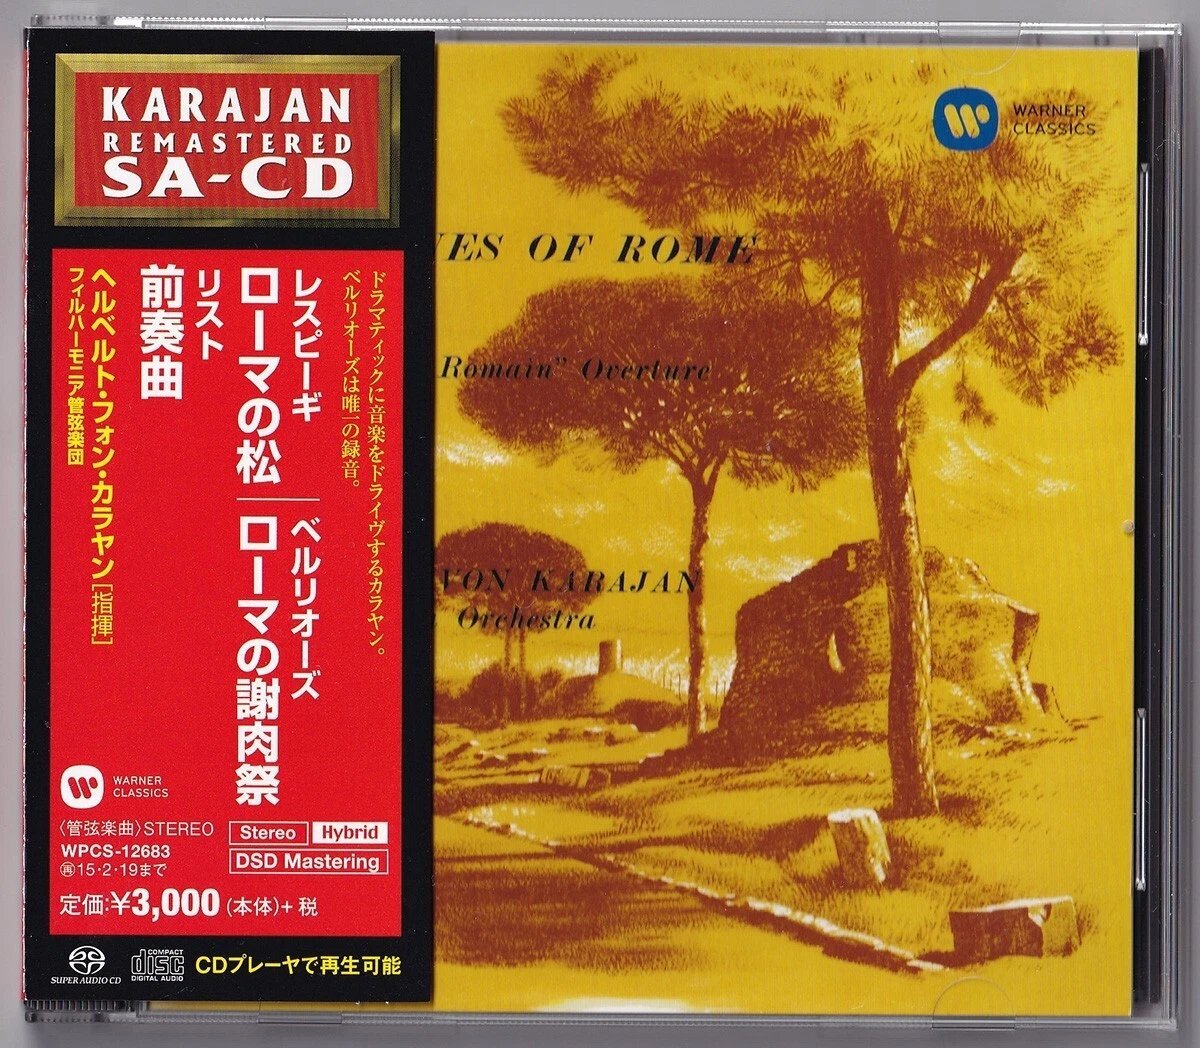 KARAJAN
REMASTERED
SA-CD
ドラマティックに音楽をドライヴするカラヤン。
ベルリオーズは唯一の録音。
レスピーギ
ローマの松
ベルリオーズ
ローマの謝肉祭
リスト
前奏曲
ヘルベルト・フォン・カラヤン[指揮]
フィルハーモニア管弦楽団
WARNER
CLASSICS
〈管弦楽曲〉STEREO
WPCS-12683
再15・2・19まで
Stereo
Hybrid
DSD Mastering
定価:¥3,000(本体)+税
SUPER AUDIO CD
COMPACT
disc
DIGITAL AUDIO
CDプレーヤで再生可能
WARNER
CLASSICS
NES OF ROME
Romain" Overture
VON KARAJAN
Orchestra